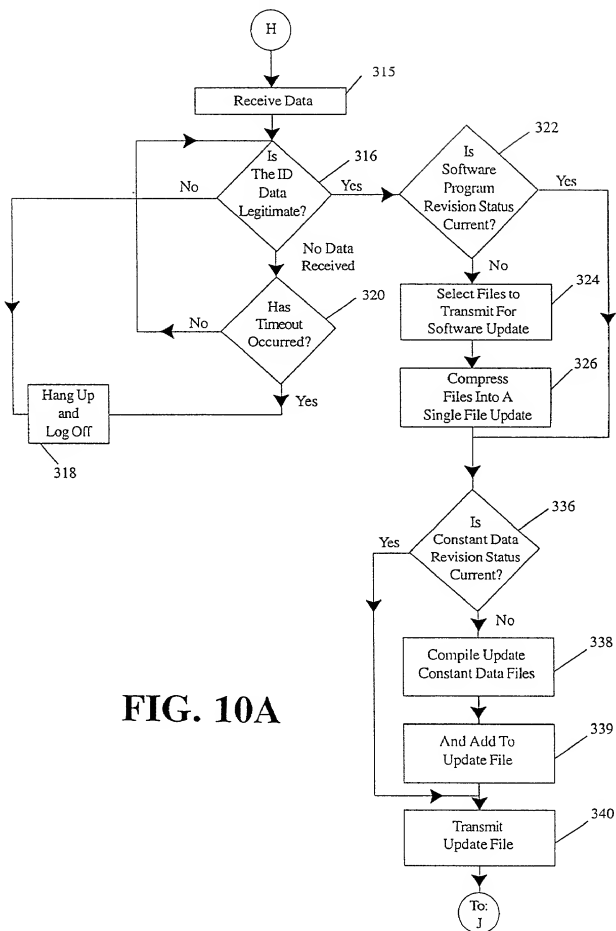 H
315
Receive Data
Is
The ID
Data
Legitimate?
316
No
Yes
No Data
Received
322
Is
Software
Program
Revision Status
Current?
Yes
No
Has
Timeout
Occurred?
320
No
Yes
Select Files to
Transmit For
Software Update
324
Compress
Files Into A
Single File Update
326
Hang Up
and
Log Off
318
Is
Constant Data
Revision Status
Current?
336
Yes
No
Compile Update
Constant Data Files
338
And Add To
Update File
339
Transmit
Update File
340
To:
J
FIG. 10A